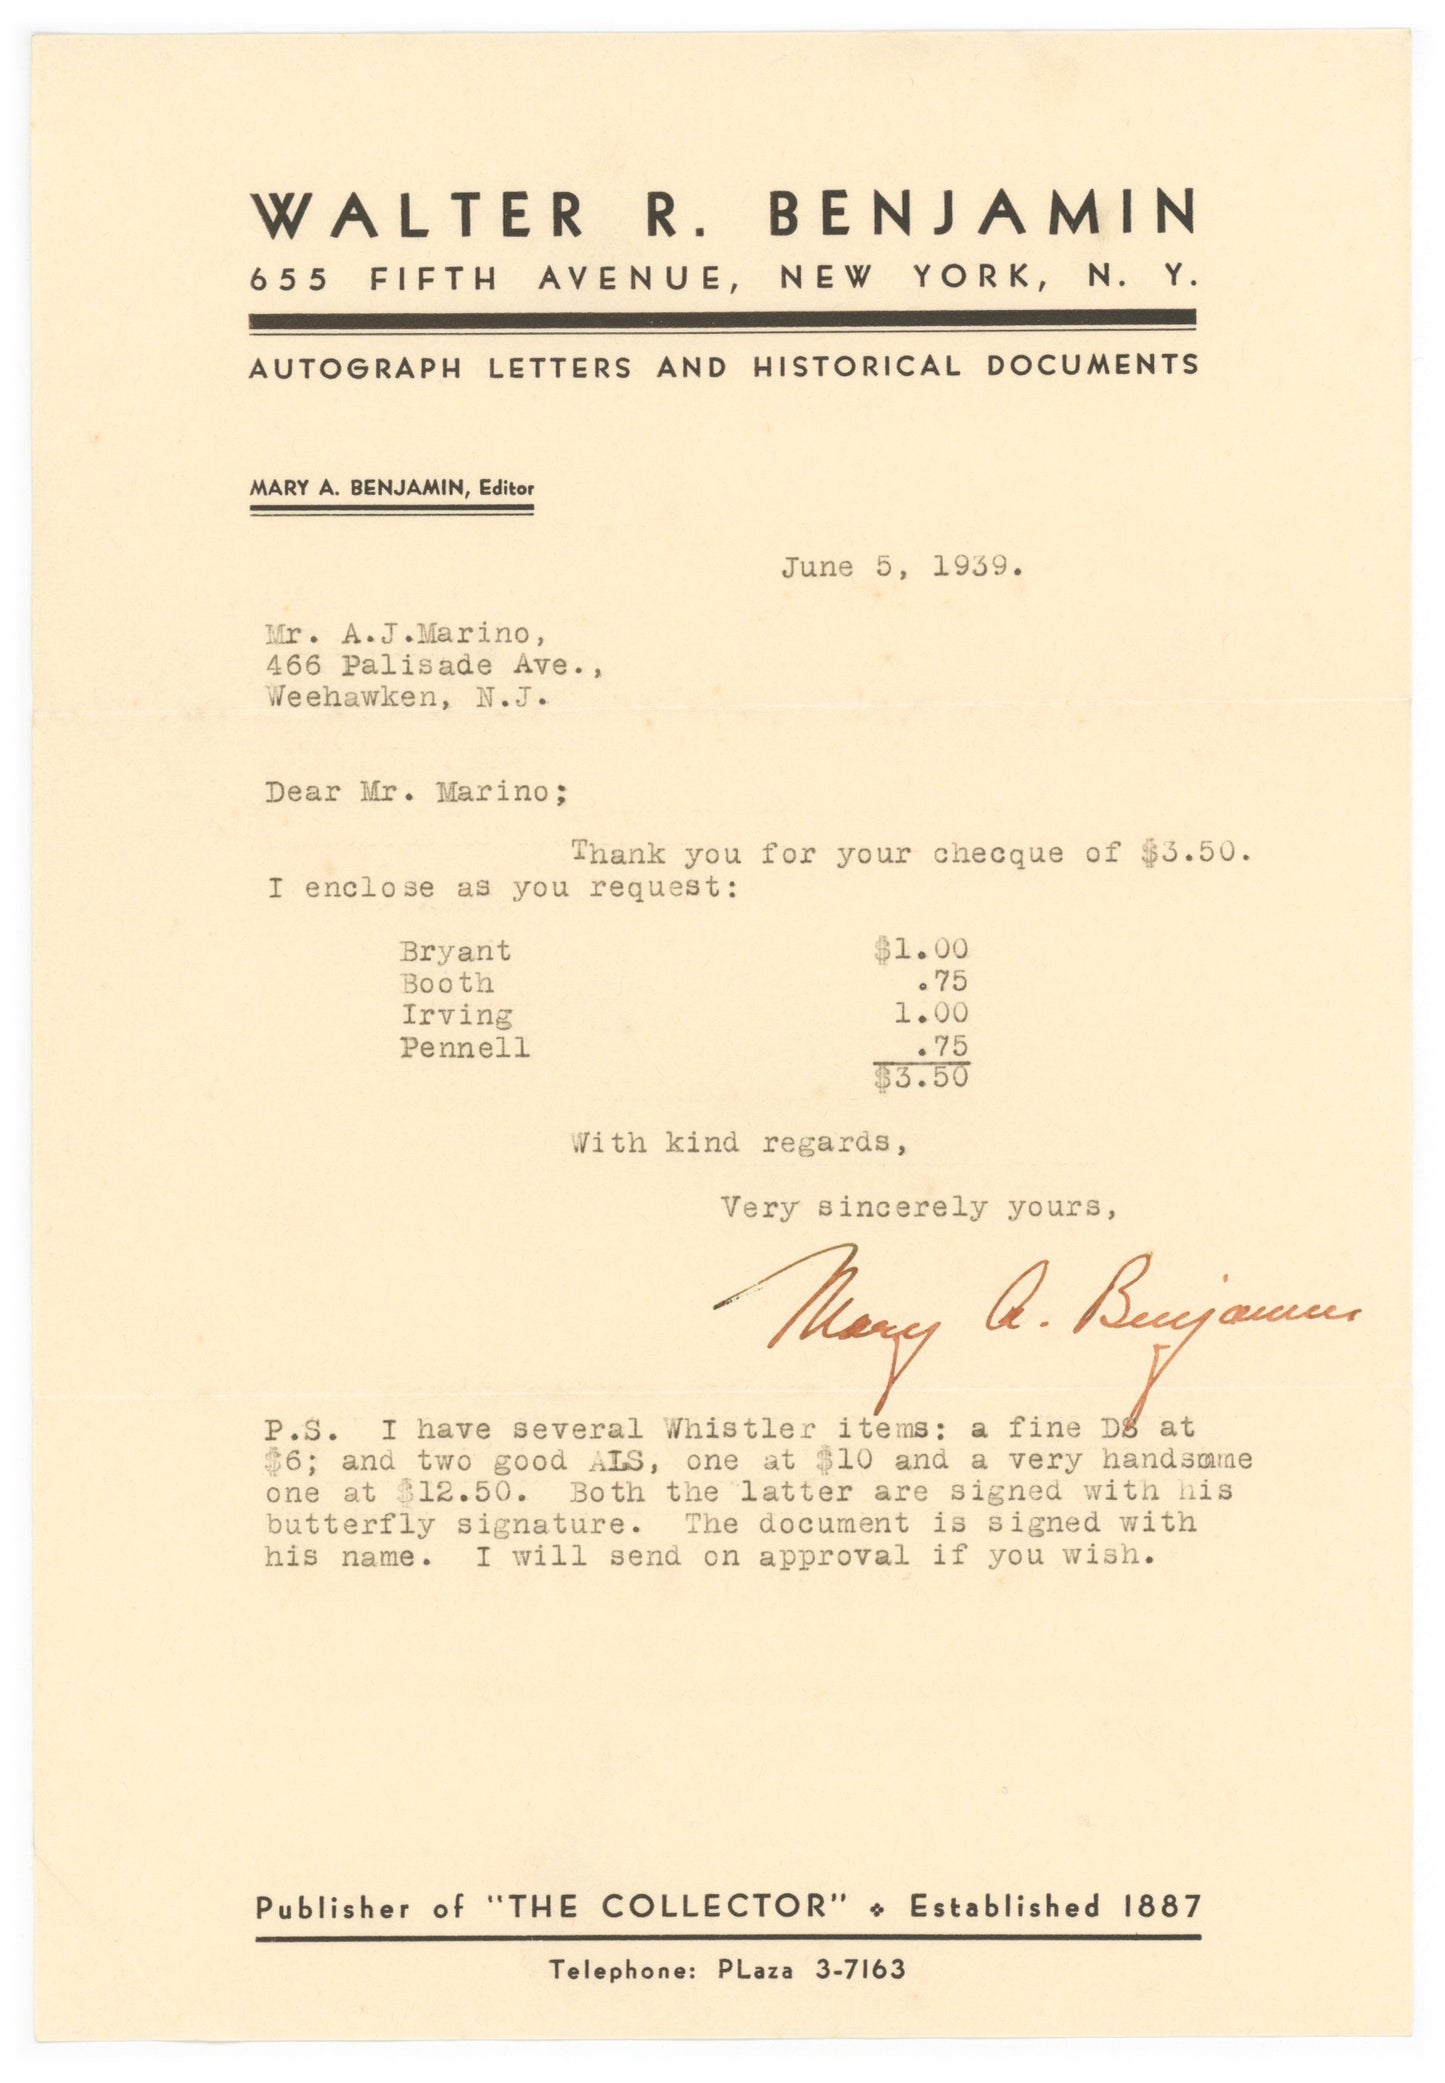 WALTER R. BENJAMIN
655 FIFTH AVENUE, NEW YORK, N. Y.
AUTOGRAPH LETTERS AND HISTORICAL DOCUMENTS
MARY A. BENJAMIN, Editor
June 5, 1939.
Mr. A.J.Marino,
466 Palisade Ave.,
Weehawken, N.J.
Dear Mr. Marino;
Thank you for your checque of $3.50.
I enclose as you request:
Bryant $1.00
Booth .75
Irving 1.00
Pennell .75
$3.50
With kind regards,
Very sincerely yours,
Mary A. Benjamin
P.S. I have several Whistler items: a fine DS at
$6; and two good ALS, one at $10 and a very handsomme
one at $12.50. Both the latter are signed with his
butterfly signature. The document is signed with
his name. I will send on approval if you wish.
Publisher of "THE COLLECTOR" ❖ Established 1887
Telephone: PLaza 3-7163